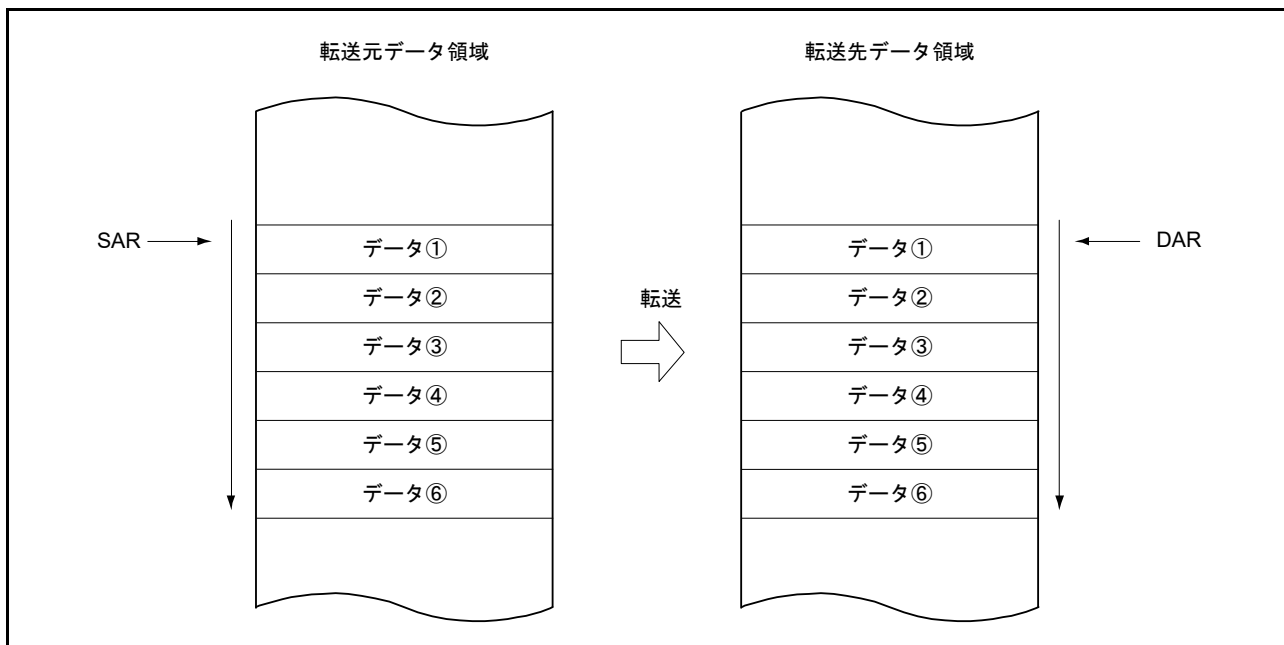 転送元データ領域
転送先データ領域
SAR
データ①
データ②
データ③
データ④
データ⑤
データ⑥
転送
データ①
データ②
データ③
データ④
データ⑤
データ⑥
DAR